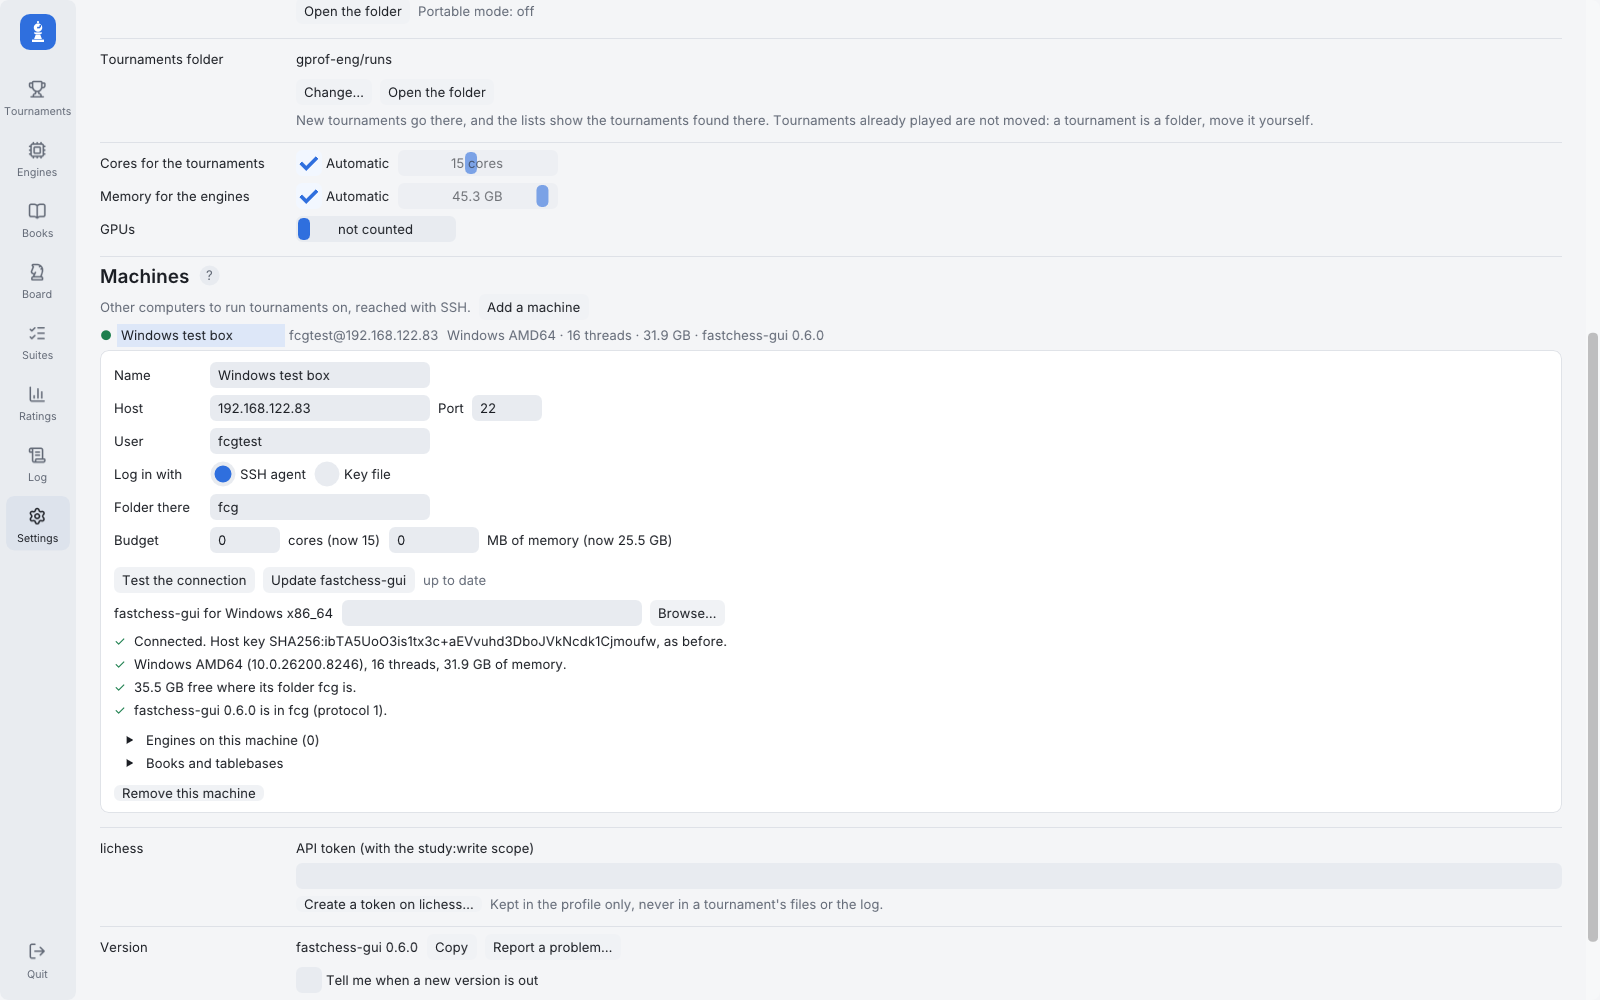 Open the folder Portable mode: off
Tournaments
Engines
Books
Board
Suites
Ratings
Log
Settings
Quit
Tournaments folder gprof-eng/runs
Change... Open the folder
New tournaments go there, and the lists show the tournaments found there. Tournaments already played are not moved: a tournament is a folder, move it yourself.
Cores for the tournaments Automatic 15 cores
Memory for the engines Automatic 45.3 GB
GPUs not counted
Machines ?
Other computers to run tournaments on, reached with SSH. Add a machine
Windows test box fcgtest@192.168.122.83 Windows AMD64 · 16 threads · 31.9 GB · fastchess-gui 0.6.0
Name Windows test box
Host 192.168.122.83 Port 22
User fcgtest
Log in with SSH agent Key file
Folder there fcg
Budget 0 cores (now 15) 0 MB of memory (now 25.5 GB)
Test the connection Update fastchess-gui up to date
fastchess-gui for Windows x86_64 Browse...
Connected. Host key SHA256:ibTA5UoO3is1tx3c+aEVvuhd3DboJVkNcdk1Cjmoufw, as before.
Windows AMD64 (10.0.26200.8246), 16 threads, 31.9 GB of memory.
35.5 GB free where its folder fcg is.
fastchess-gui 0.6.0 is in fcg (protocol 1).
Engines on this machine (0)
Books and tablebases
Remove this machine
lichess API token (with the study:write scope)
Create a token on lichess... Kept in the profile only, never in a tournament's files or the log.
Version fastchess-gui 0.6.0 Copy Report a problem...
Tell me when a new version is out